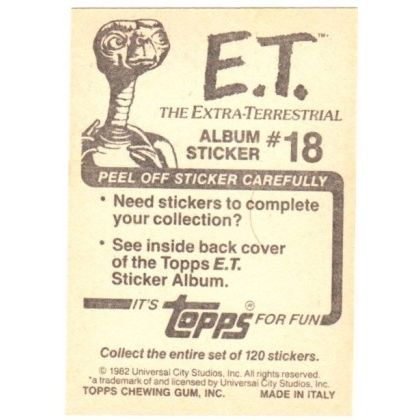 E.T.™
THE EXTRA-TERRESTRIAL
ALBUM
STICKER #18
PEEL OFF STICKER CAREFULLY
• Need stickers to complete
your collection?
• See inside back cover
of the Topps E.T.
Sticker Album.
IT'S topps® FOR FUN
Collect the entire set of 120 stickers.
© 1982 Universal City Studios, Inc. All rights reserved.
*a trademark of and licensed by Universal City Studios, Inc.
TOPPS CHEWING GUM, INC. MADE IN ITALY